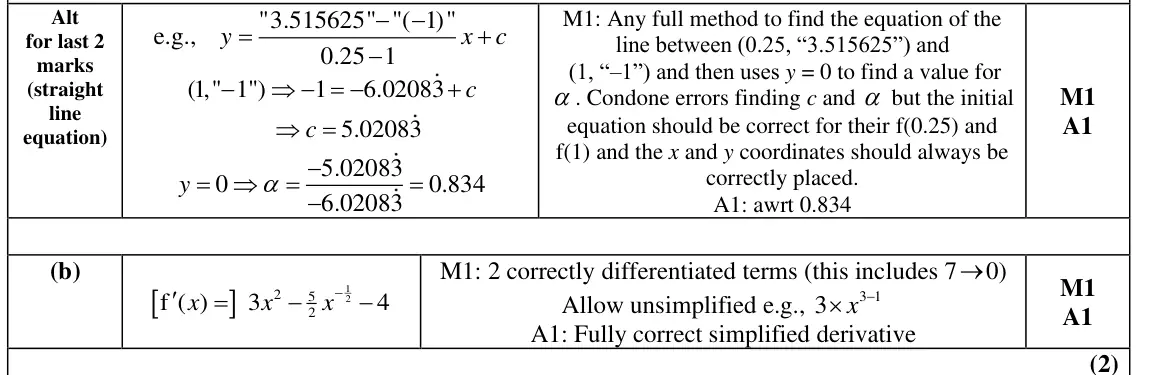 Alt
for last 2
marks
(straight
line
equation)
e.g., y = ("3.515625" – "(–1)") / (0.25 – 1) x + c
(1, "–1") ⇒ –1 = –6.02083̇ + c
⇒ c = 5.02083̇
y = 0 ⇒ α = (–5.02083̇) / (–6.02083̇) = 0.834
M1: Any full method to find the equation of the
line between (0.25, “3.515625”) and
(1, “–1”) and then uses y = 0 to find a value for
α . Condone errors finding c and α but the initial
equation should be correct for their f(0.25) and
f(1) and the x and y coordinates should always be
correctly placed.
A1: awrt 0.834
M1
A1
(b)
[f′(x) =] 3x² – 5/2 x^(–1/2) – 4
M1: 2 correctly differentiated terms (this includes 7 → 0)
Allow unsimplified e.g., 3 × x³⁻¹
A1: Fully correct simplified derivative
M1
A1
(2)